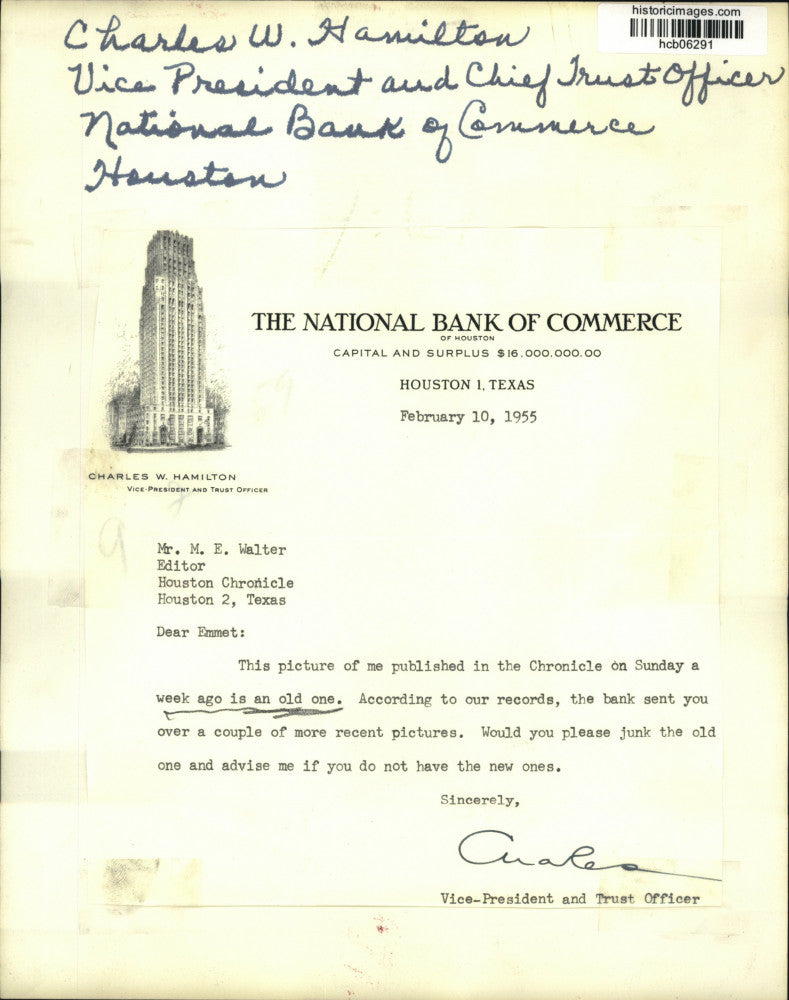 historicimages.com
hcb06291
Charles W. Hamilton
Vice President and Chief Trust Officer
National Bank of Commerce
Houston
THE NATIONAL BANK OF COMMERCE
OF HOUSTON
CAPITAL AND SURPLUS $16.000.000.00
HOUSTON 1, TEXAS
February 10, 1955
CHARLES W. HAMILTON
VICE-PRESIDENT AND TRUST OFFICER
Mr. M. E. Walter
Editor
Houston Chronicle
Houston 2, Texas
Dear Emmet:
This picture of me published in the Chronicle on Sunday a
week ago is an old one. According to our records, the bank sent you
over a couple of more recent pictures. Would you please junk the old
one and advise me if you do not have the new ones.
Sincerely,
Charles
Vice-President and Trust Officer